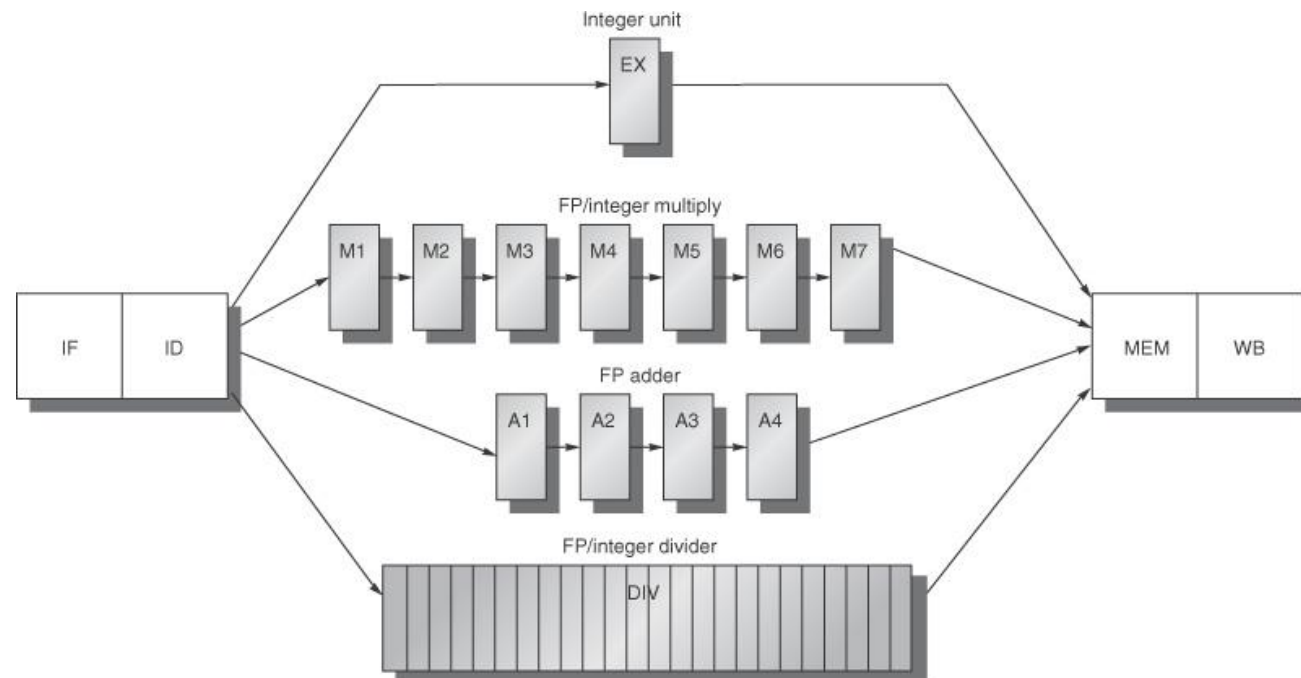 Integer unit
EX
FP/integer multiply
M1 M2 M3 M4 M5 M6 M7
IF ID
MEM WB
FP adder
A1 A2 A3 A4
FP/integer divider
DIV